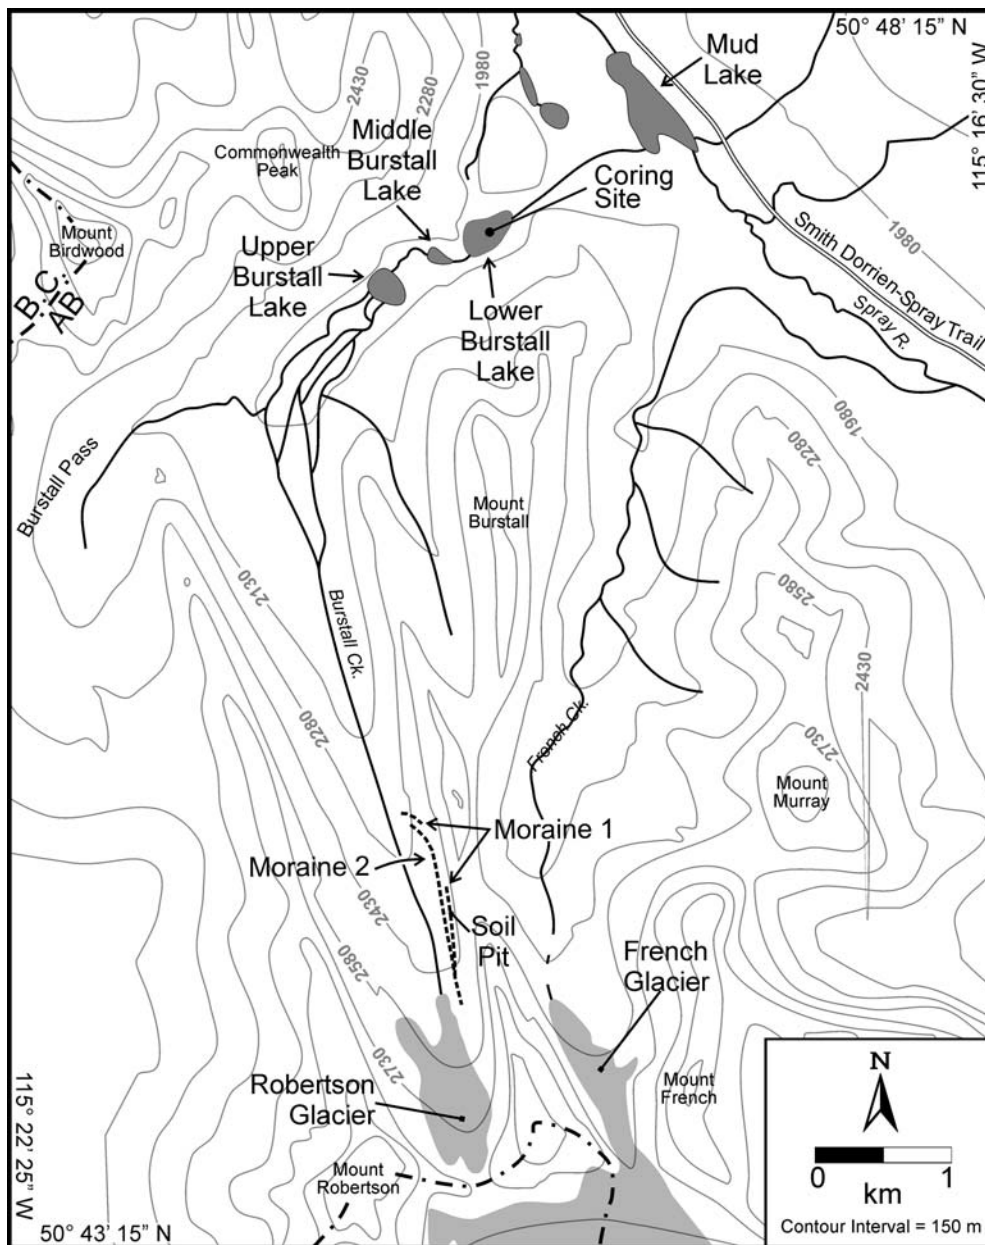 50° 48' 15" N
115° 16' 30" W
Mud
Lake
2430
2280
1980
Middle
Burstall
Lake
Commonwealth
Peak
Coring
Site
Mount
Birdwood
B.C.
AB
Upper
Burstall
Lake
Lower
Burstall
Lake
1980
Smith Dorrien-Spray Trail
Spray R.
Burstall Pass
Mount
Burstall
1980
2280
2130
2580
Burstall Ck.
2430
2280
French Ck.
2730
Mount
Murray
Moraine 1
Moraine 2
Soil
Pit
2430
2580
French
Glacier
2730
Robertson
Glacier
Mount
French
Mount
Robertson
115° 22' 25" W
50° 43' 15" N
N
0
1
km
Contour Interval = 150 m